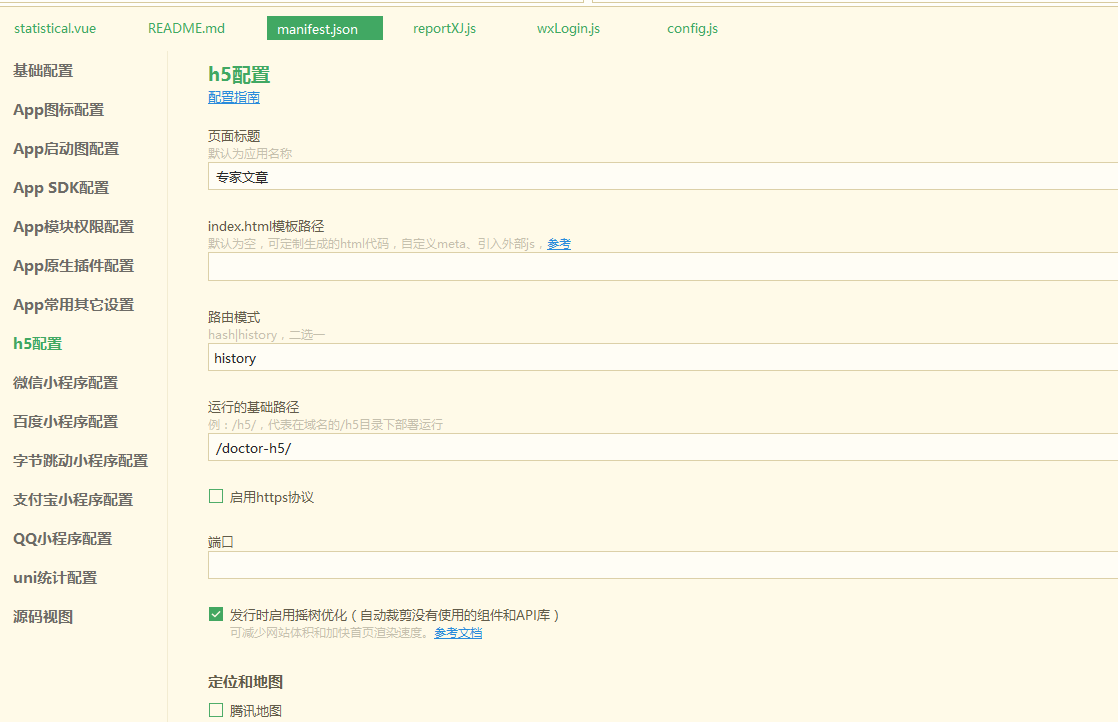 statistical.vue README.md manifest.json reportXJ.js wxLogin.js config.js
基础配置
App图标配置
App启动图配置
App SDK配置
App模块权限配置
App原生插件配置
App常用其它设置
h5配置
微信小程序配置
百度小程序配置
字节跳动小程序配置
支付宝小程序配置
QQ小程序配置
uni统计配置
源码视图
h5配置
配置指南
页面标题
默认为应用名称
专家文章
index.html模板路径
默认为空，可定制生成的html代码，自定义meta、引入外部js，参考
路由模式
hash|history，二选一
history
运行的基础路径
例：/h5/，代表在域名的/h5目录下部署运行
/doctor-h5/
启用https协议
端口
发行时启用摇树优化（自动裁剪没有使用的组件和API库）
可减少网站体积和加快首页渲染速度。参考文档
定位和地图
腾讯地图